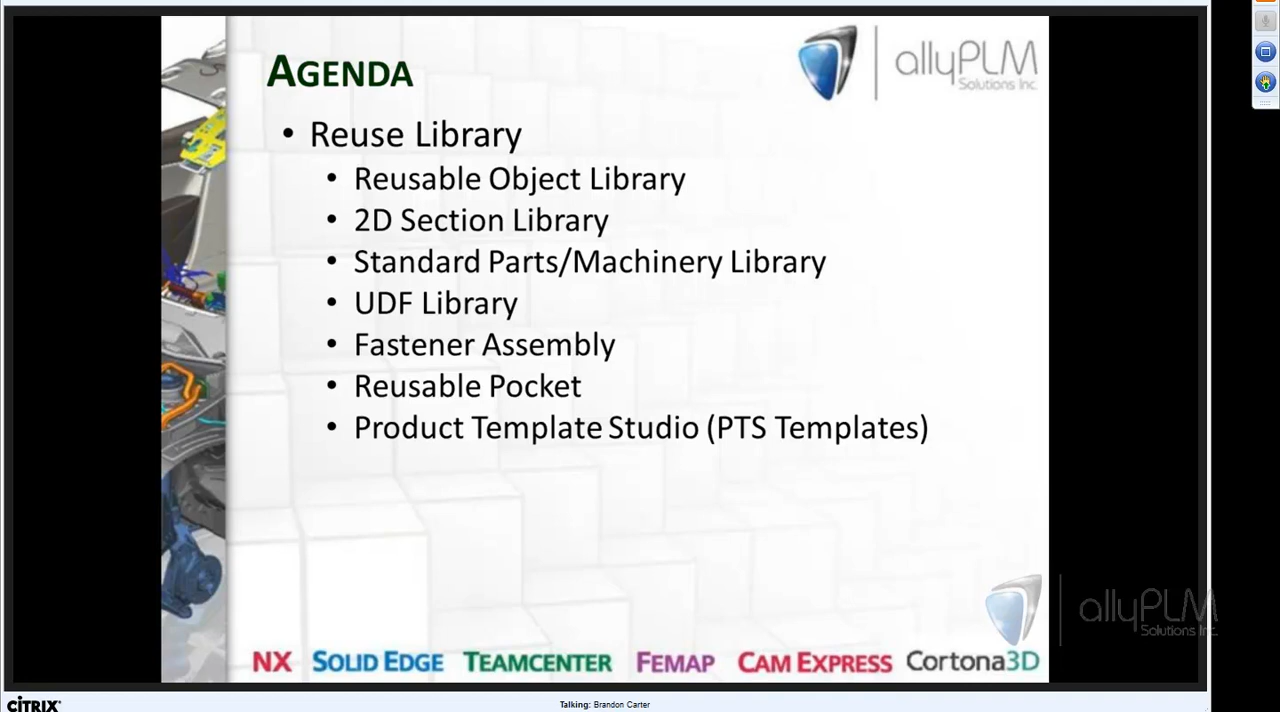 AGENDA
allyPLM
Solutions Inc.
• Reuse Library
• Reusable Object Library
• 2D Section Library
• Standard Parts/Machinery Library
• UDF Library
• Fastener Assembly
• Reusable Pocket
• Product Template Studio (PTS Templates)
allyPLM
Solutions Inc.
NX SOLID EDGE TEAMCENTER FEMAP CAM EXPRESS Cortona3D
CİTRIX
Talking: Brandon Carter